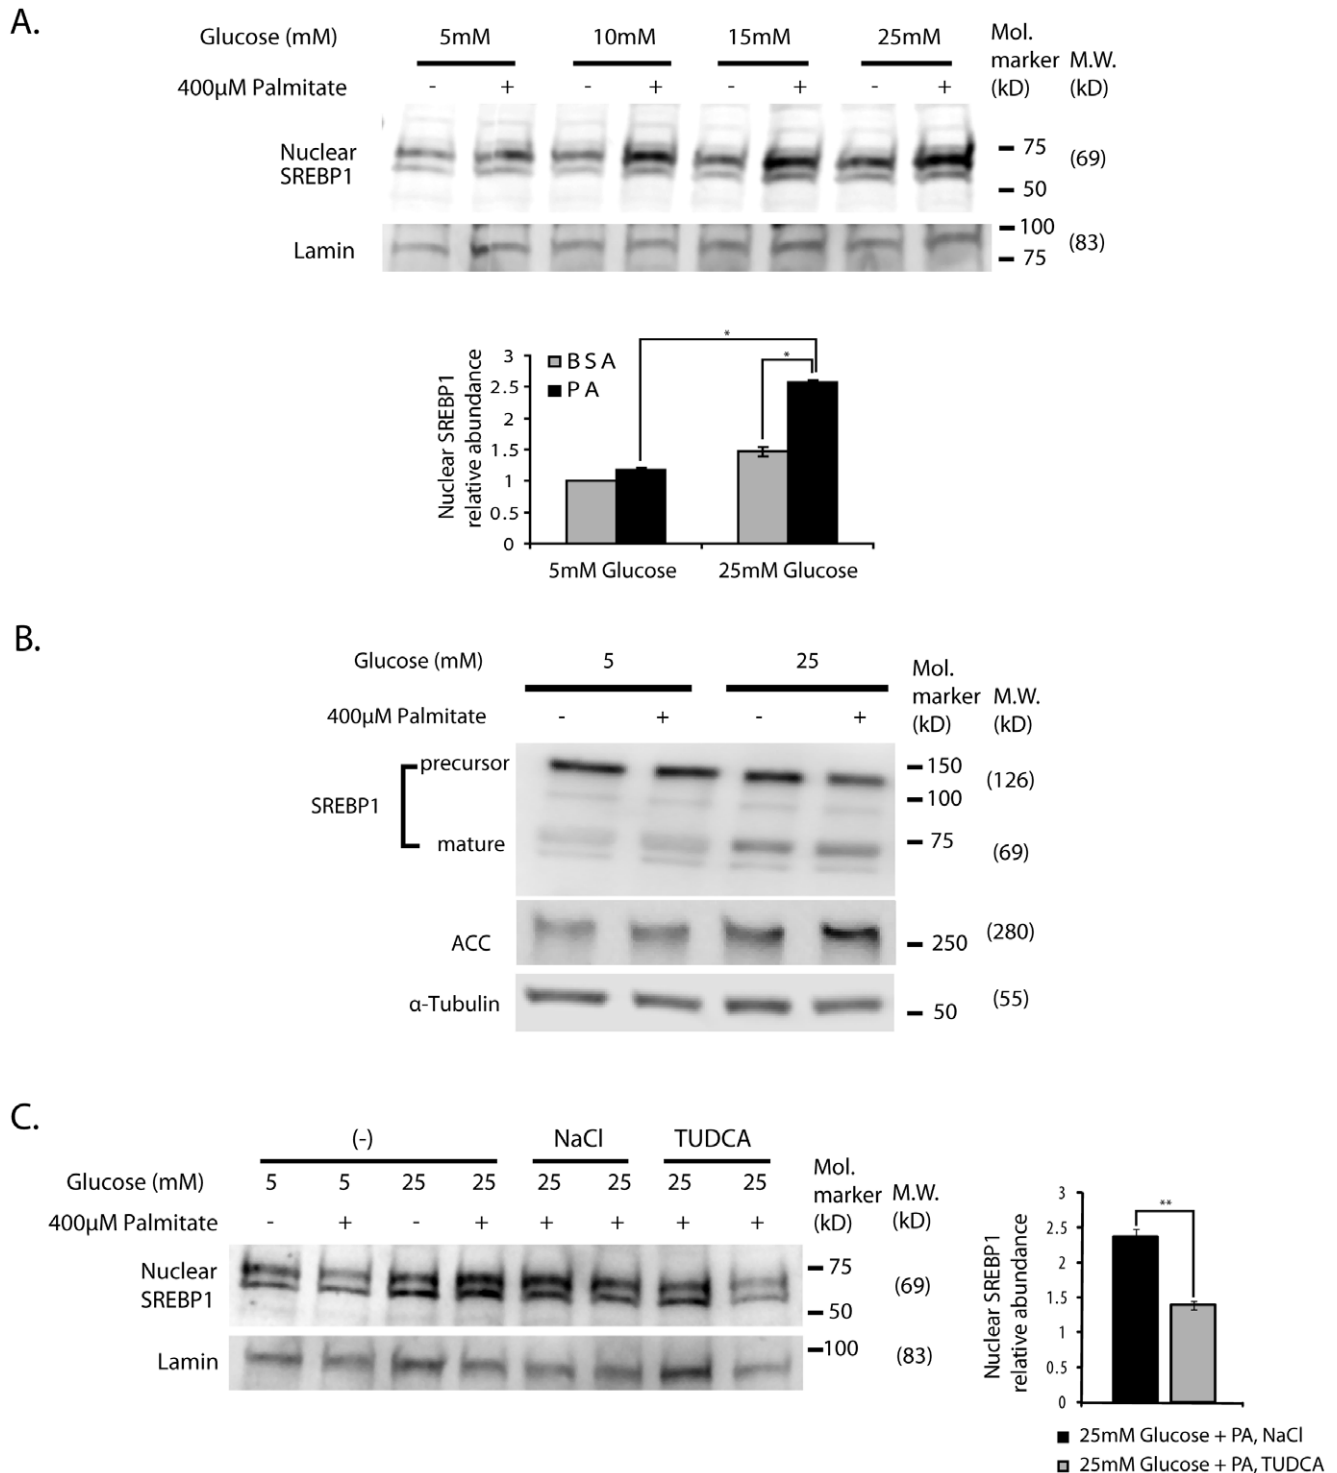 A.
Glucose (mM) 5mM 10mM 15mM 25mM Mol. marker (kD) M.W. (kD)
400μM Palmitate - + - + - + - +
Nuclear SREBP1 75 50 (69)
Lamin 100 75 (83)
Nuclear SREBP1 relative abundance
3
2.5
2
1.5
1
0.5
0
BSA
PA
*
*
5mM Glucose 25mM Glucose
B.
Glucose (mM) 5 25 Mol. marker (kD) M.W. (kD)
400μM Palmitate - + - +
SREBP1
precursor 150 (126)
100
mature 75 (69)
ACC 250 (280)
α-Tubulin 50 (55)
C.
(-) NaCl TUDCA Mol. marker (kD) M.W. (kD)
Glucose (mM) 5 5 25 25 25 25 25 25
400μM Palmitate - + - + + + + +
Nuclear SREBP1 75 50 (69)
Lamin 100 (83)
Nuclear SREBP1 relative abundance
3
2.5
2
1.5
1
0.5
0
**
25mM Glucose + PA, NaCl
25mM Glucose + PA, TUDCA